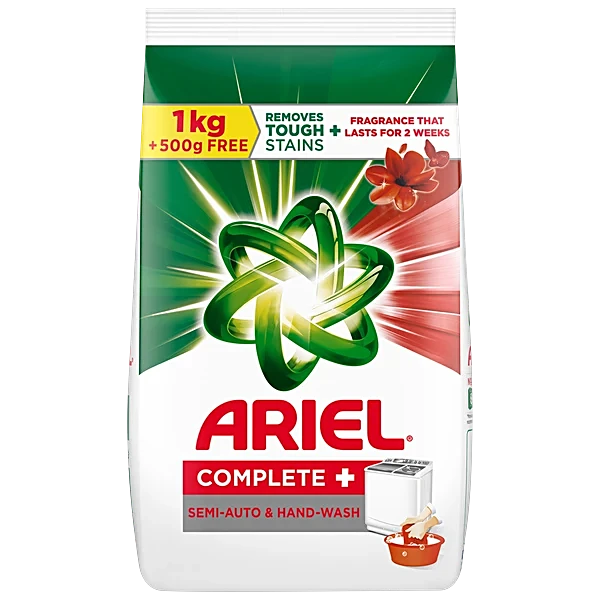 1kg
+ 500g FREE
REMOVES
TOUGH +
STAINS
FRAGRANCE THAT
LASTS FOR 2 WEEKS
ARIEL®
COMPLETE +
SEMI-AUTO & HAND-WASH